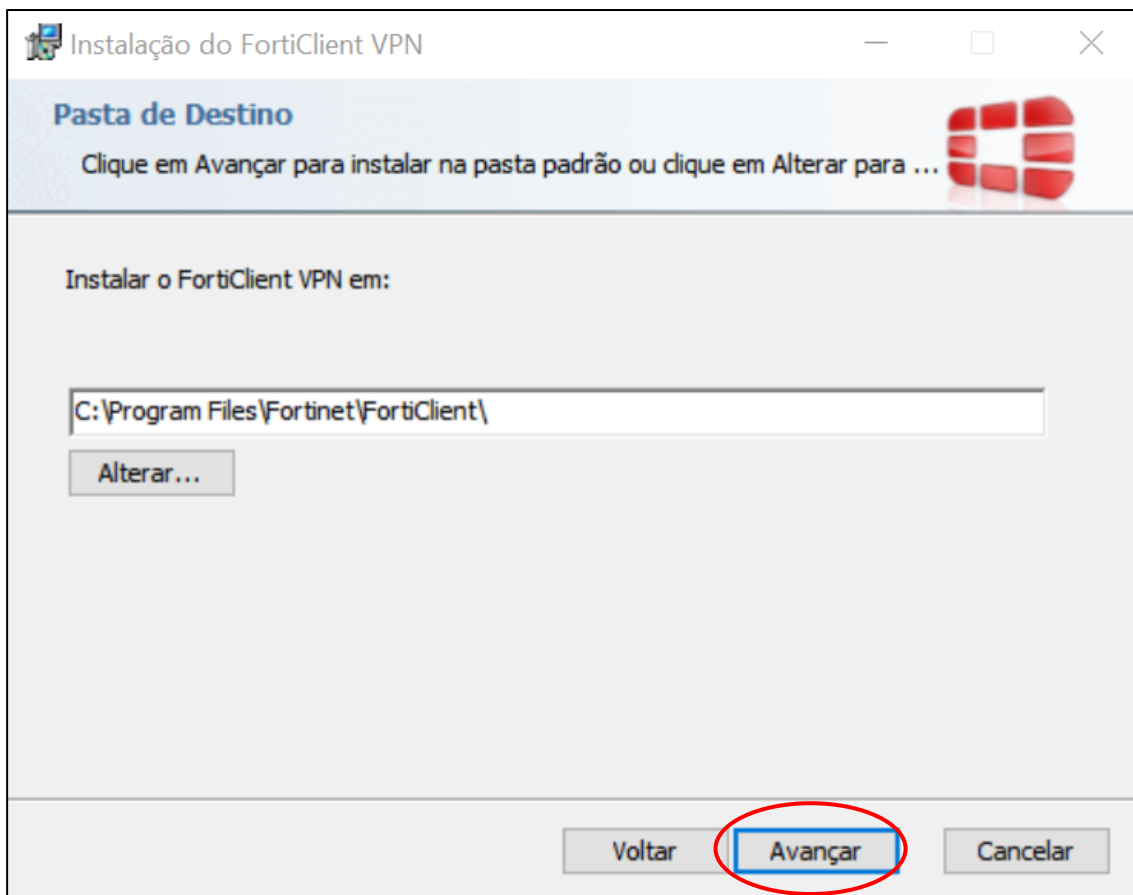 Instalação do FortiClient VPN
Pasta de Destino
Clique em Avançar para instalar na pasta padrão ou clique em Alterar para ...
Instalar o FortiClient VPN em:
C:\Program Files\Fortinet\FortiClient\
Alterar...
Voltar Avançar Cancelar